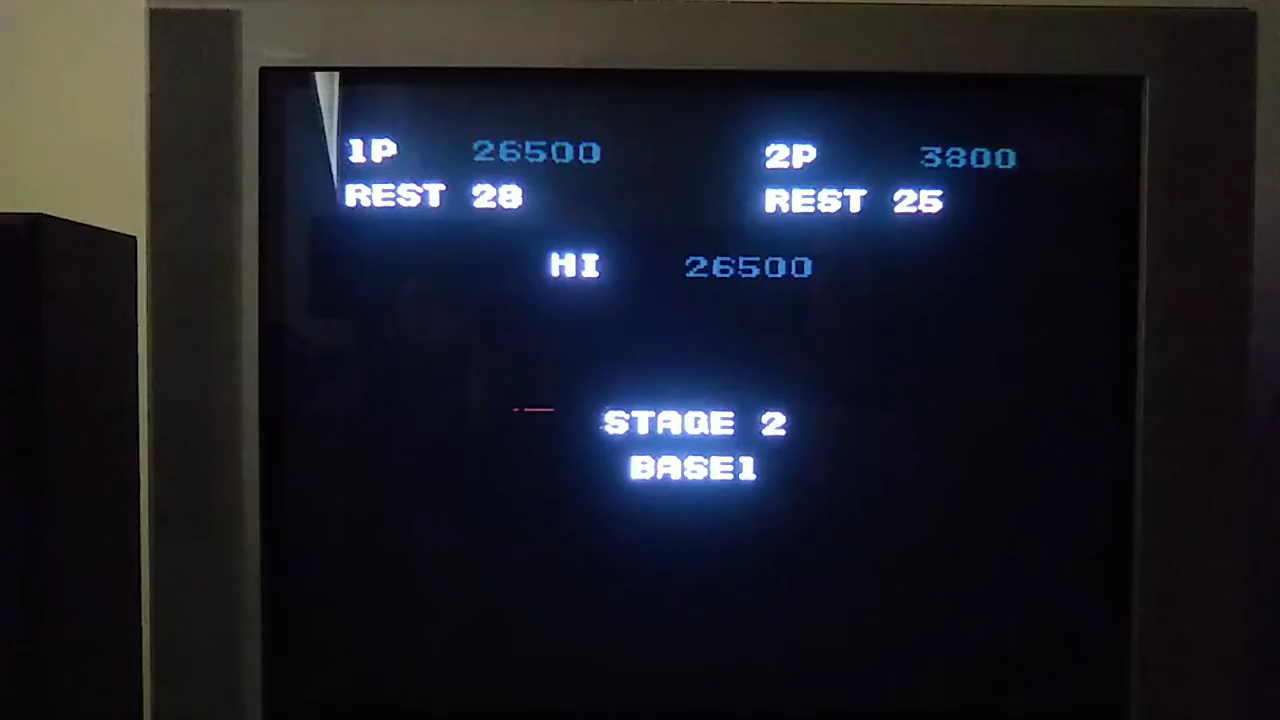 1P 26500 2P 3800
REST 28 REST 25
HI 26500
STAGE 2
BASE1